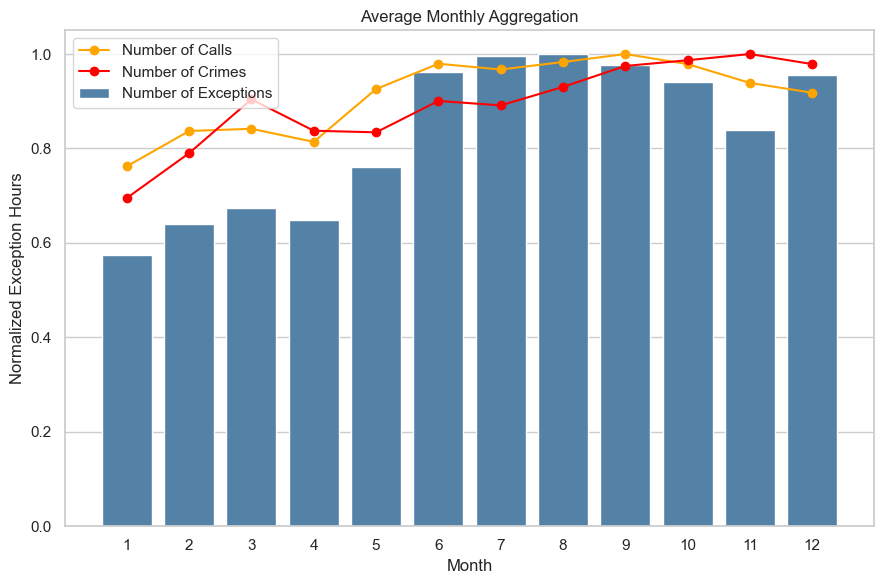 Average Monthly Aggregation
Number of Calls
Number of Crimes
Number of Exceptions
Normalized Exception Hours
1.0
0.8
0.6
0.4
0.2
0.0
1 2 3 4 5 6 7 8 9 10 11 12
Month